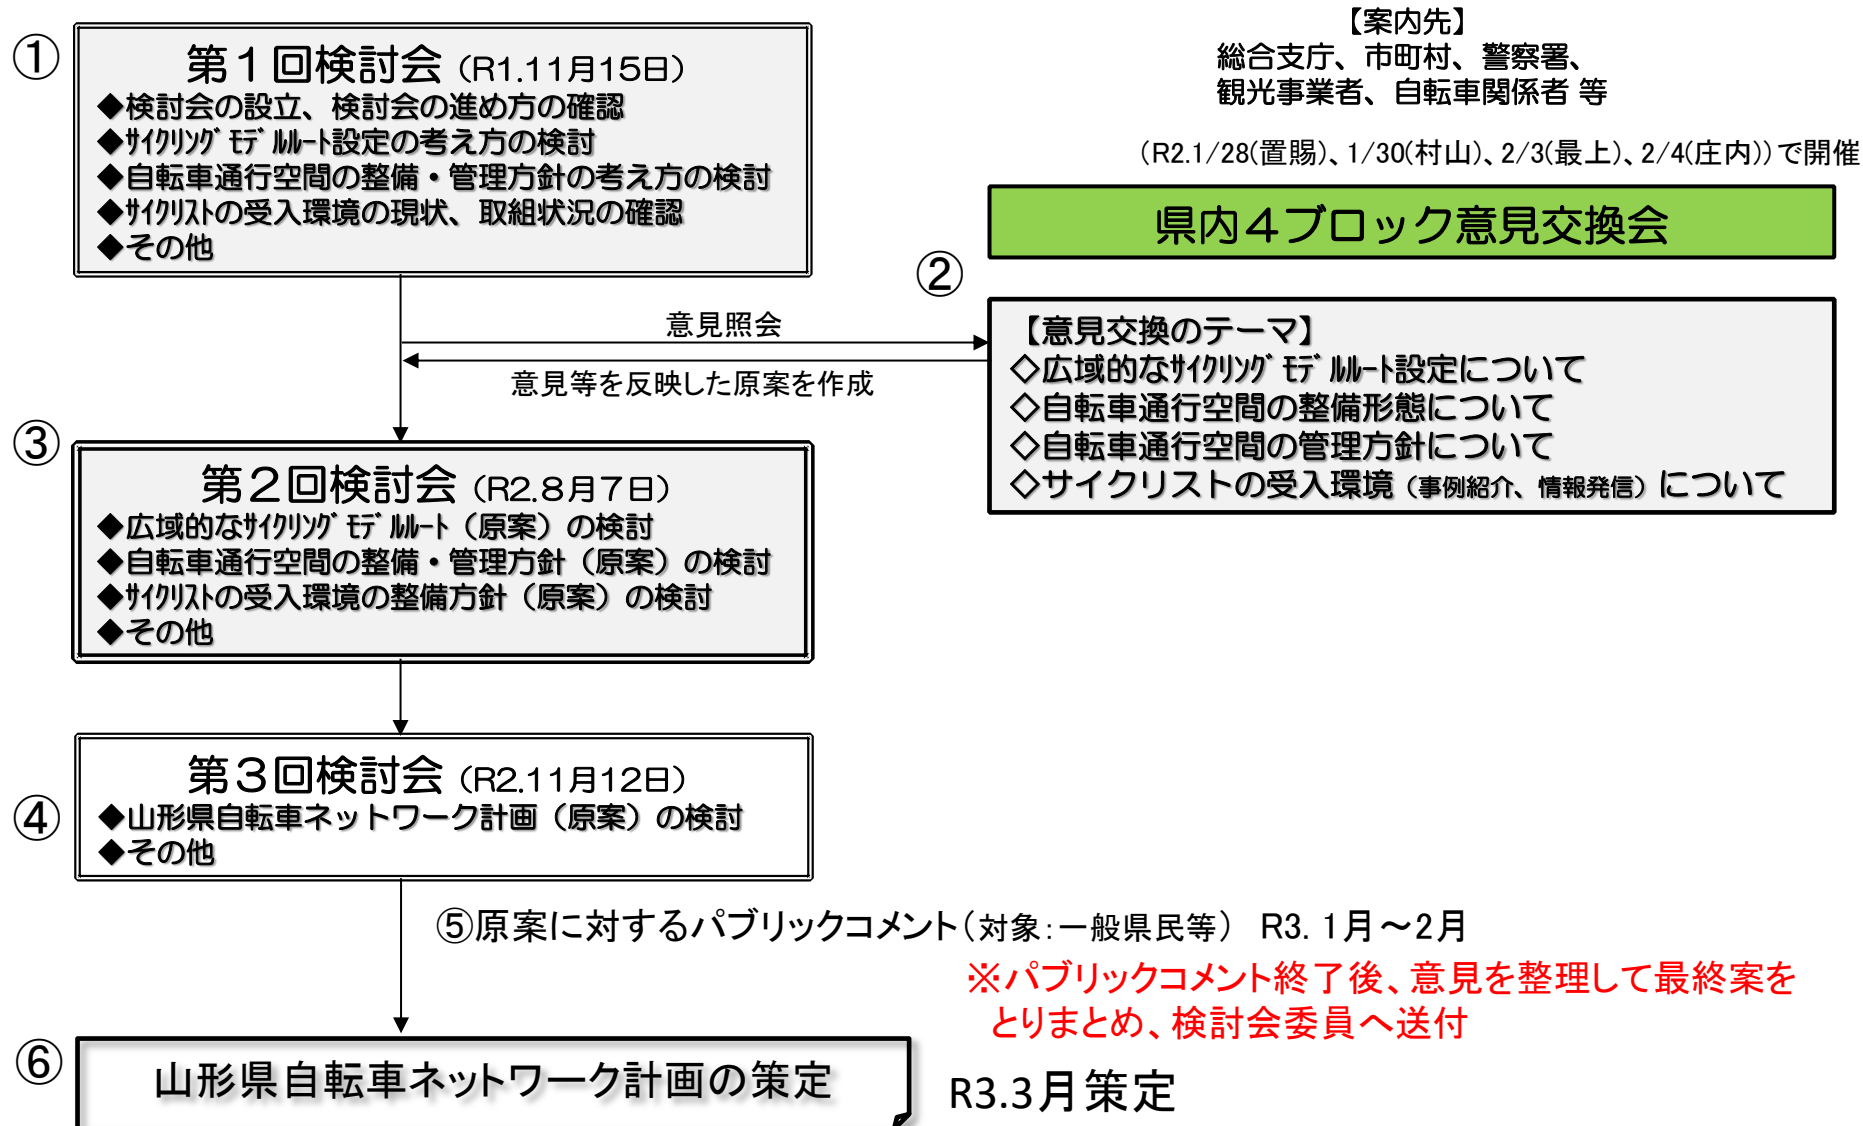 ①
第１回検討会（R1.11月15日）
◆検討会の設立、検討会の進め方の確認
◆ｻｲｸﾘﾝｸﾞﾓﾃﾞﾙﾙｰﾄ設定の考え方の検討
◆自転車通行空間の整備・管理方針の考え方の検討
◆ｻｲｸﾘｽﾄの受入環境の現状、取組状況の確認
◆その他
【案内先】
総合支庁、市町村、警察署、
観光事業者、自転車関係者 等
（R2.1/28(置賜)、1/30(村山)、2/3(最上)、2/4(庄内)）で開催
県内４ブロック意見交換会
②
意見照会
意見等を反映した原案を作成
【意見交換のテーマ】
◇広域的なｻｲｸﾘﾝｸﾞﾓﾃﾞﾙﾙｰﾄ設定について
◇自転車通行空間の整備形態について
◇自転車通行空間の管理方針について
◇サイクリストの受入環境（事例紹介、情報発信）について
③
第２回検討会（R2.８月７日）
◆広域的なｻｲｸﾘﾝｸﾞﾓﾃﾞﾙﾙｰﾄ（原案）の検討
◆自転車通行空間の整備・管理方針（原案）の検討
◆ｻｲｸﾘｽﾄの受入環境の整備方針（原案）の検討
◆その他
④
第３回検討会（R2.11月12日）
◆山形県自転車ネットワーク計画（原案）の検討
◆その他
⑤原案に対するパブリックコメント（対象：一般県民等） R3.１月～2月
※パブリックコメント終了後、意見を整理して最終案を
とりまとめ、検討会委員へ送付
⑥
山形県自転車ネットワーク計画の策定
R3.3月策定